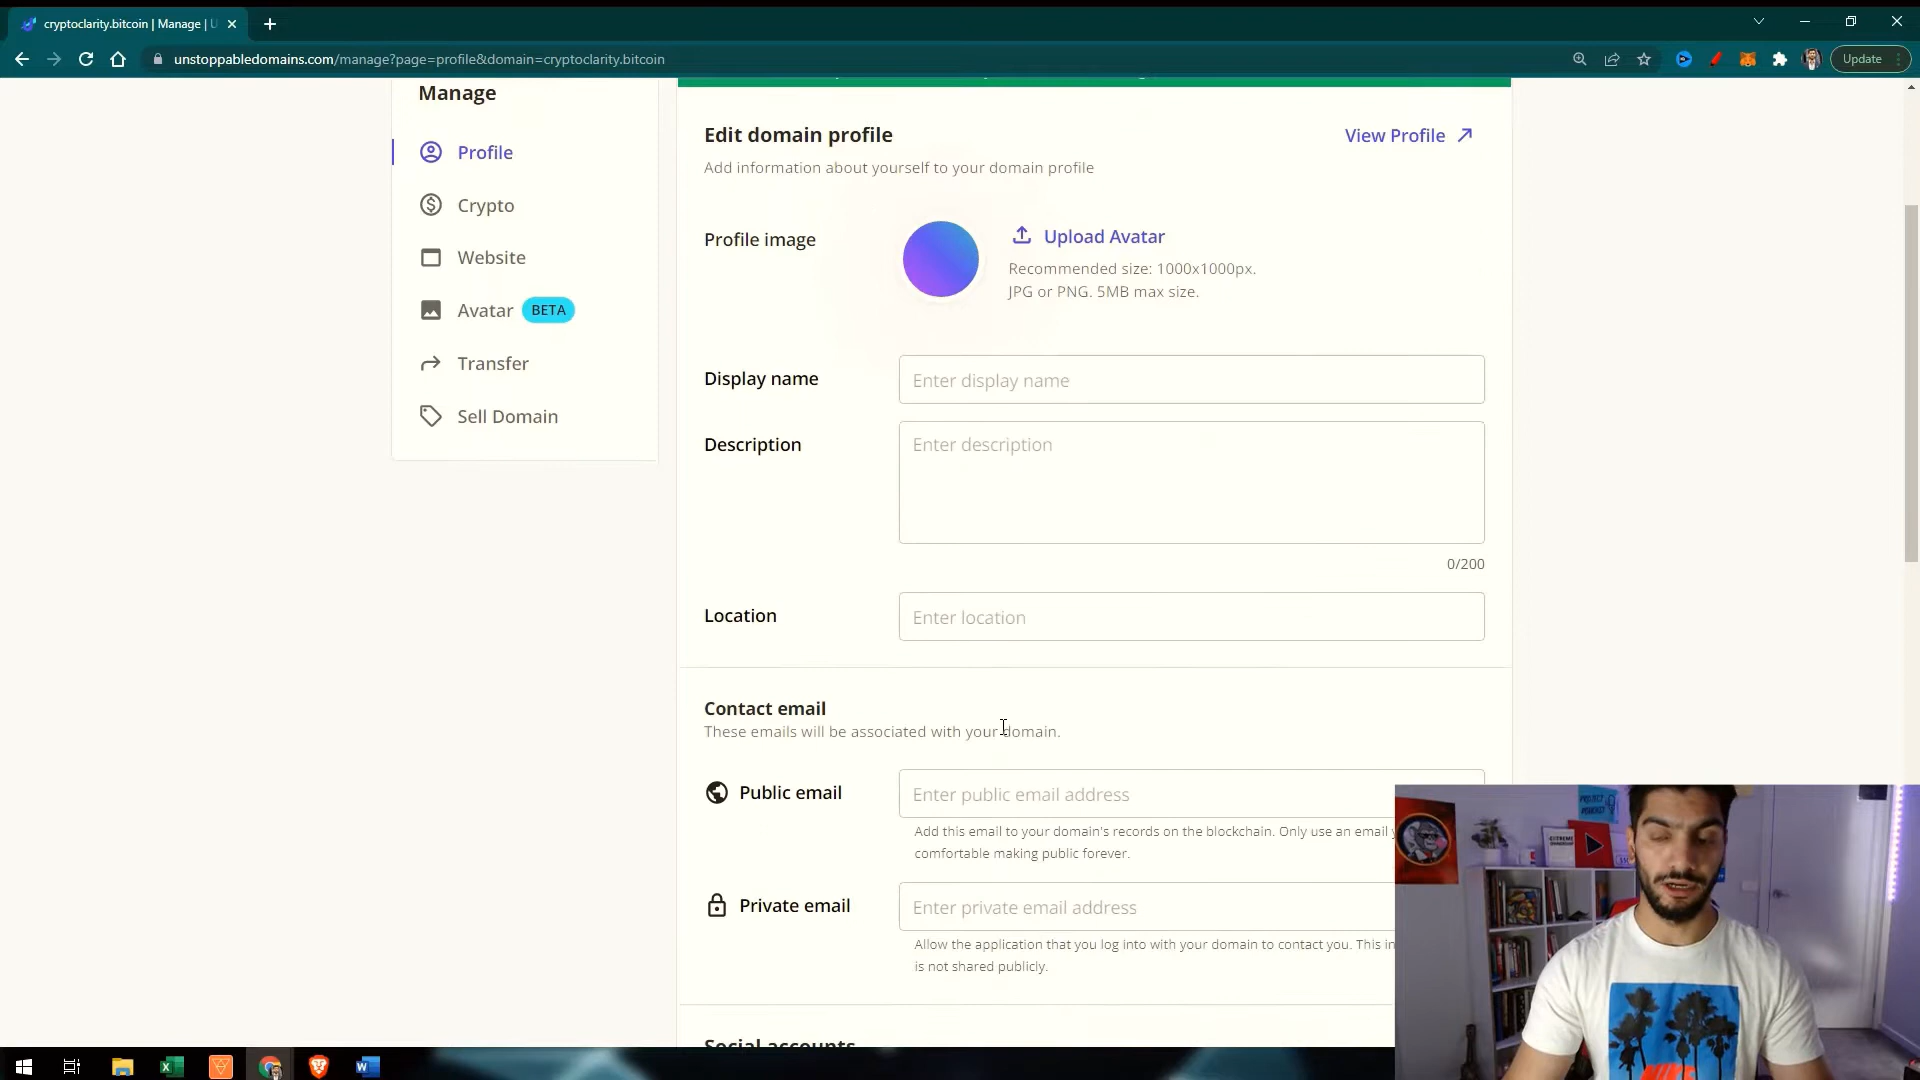 cryptoclarity.bitcoin | Manage | U
unstoppabledomains.com/manage?page=profile&domain=cryptoclarity.bitcoin
Update
Manage
Profile
Crypto
Website
Avatar BETA
Transfer
Sell Domain
Edit domain profile
View Profile
Add information about yourself to your domain profile
Profile image
Upload Avatar
Recommended size: 1000x1000px.
JPG or PNG. 5MB max size.
Display name
Enter display name
Description
Enter description
0/200
Location
Enter location
Contact email
These emails will be associated with your domain.
Public email
Enter public email address
Add this email to your domain's records on the blockchain. Only use an email
comfortable making public forever.
Private email
Enter private email address
Allow the application that you log into with your domain to contact you. This in
is not shared publicly.
Social accounts
PROJECT
PODCAST
EXTREME